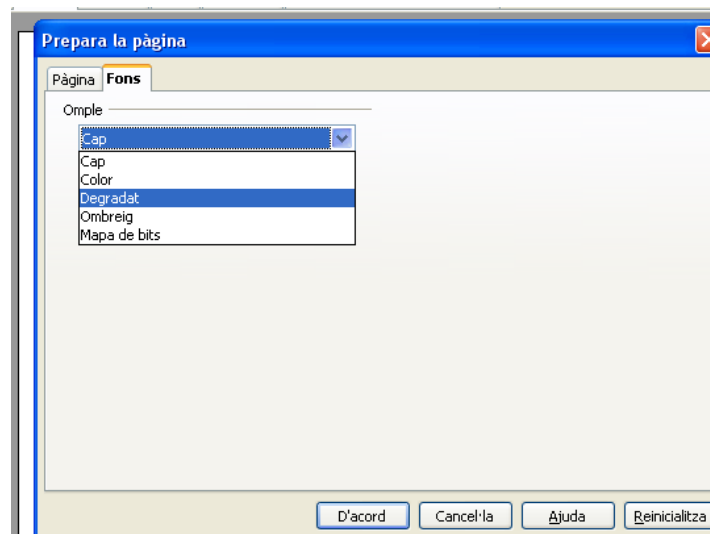 Prepara la pàgina
Pàgina Fons
Omple
Cap
Cap
Color
Degradat
Ombreig
Mapa de bits
D'acord Cancel·la Ajuda Reinicialitza